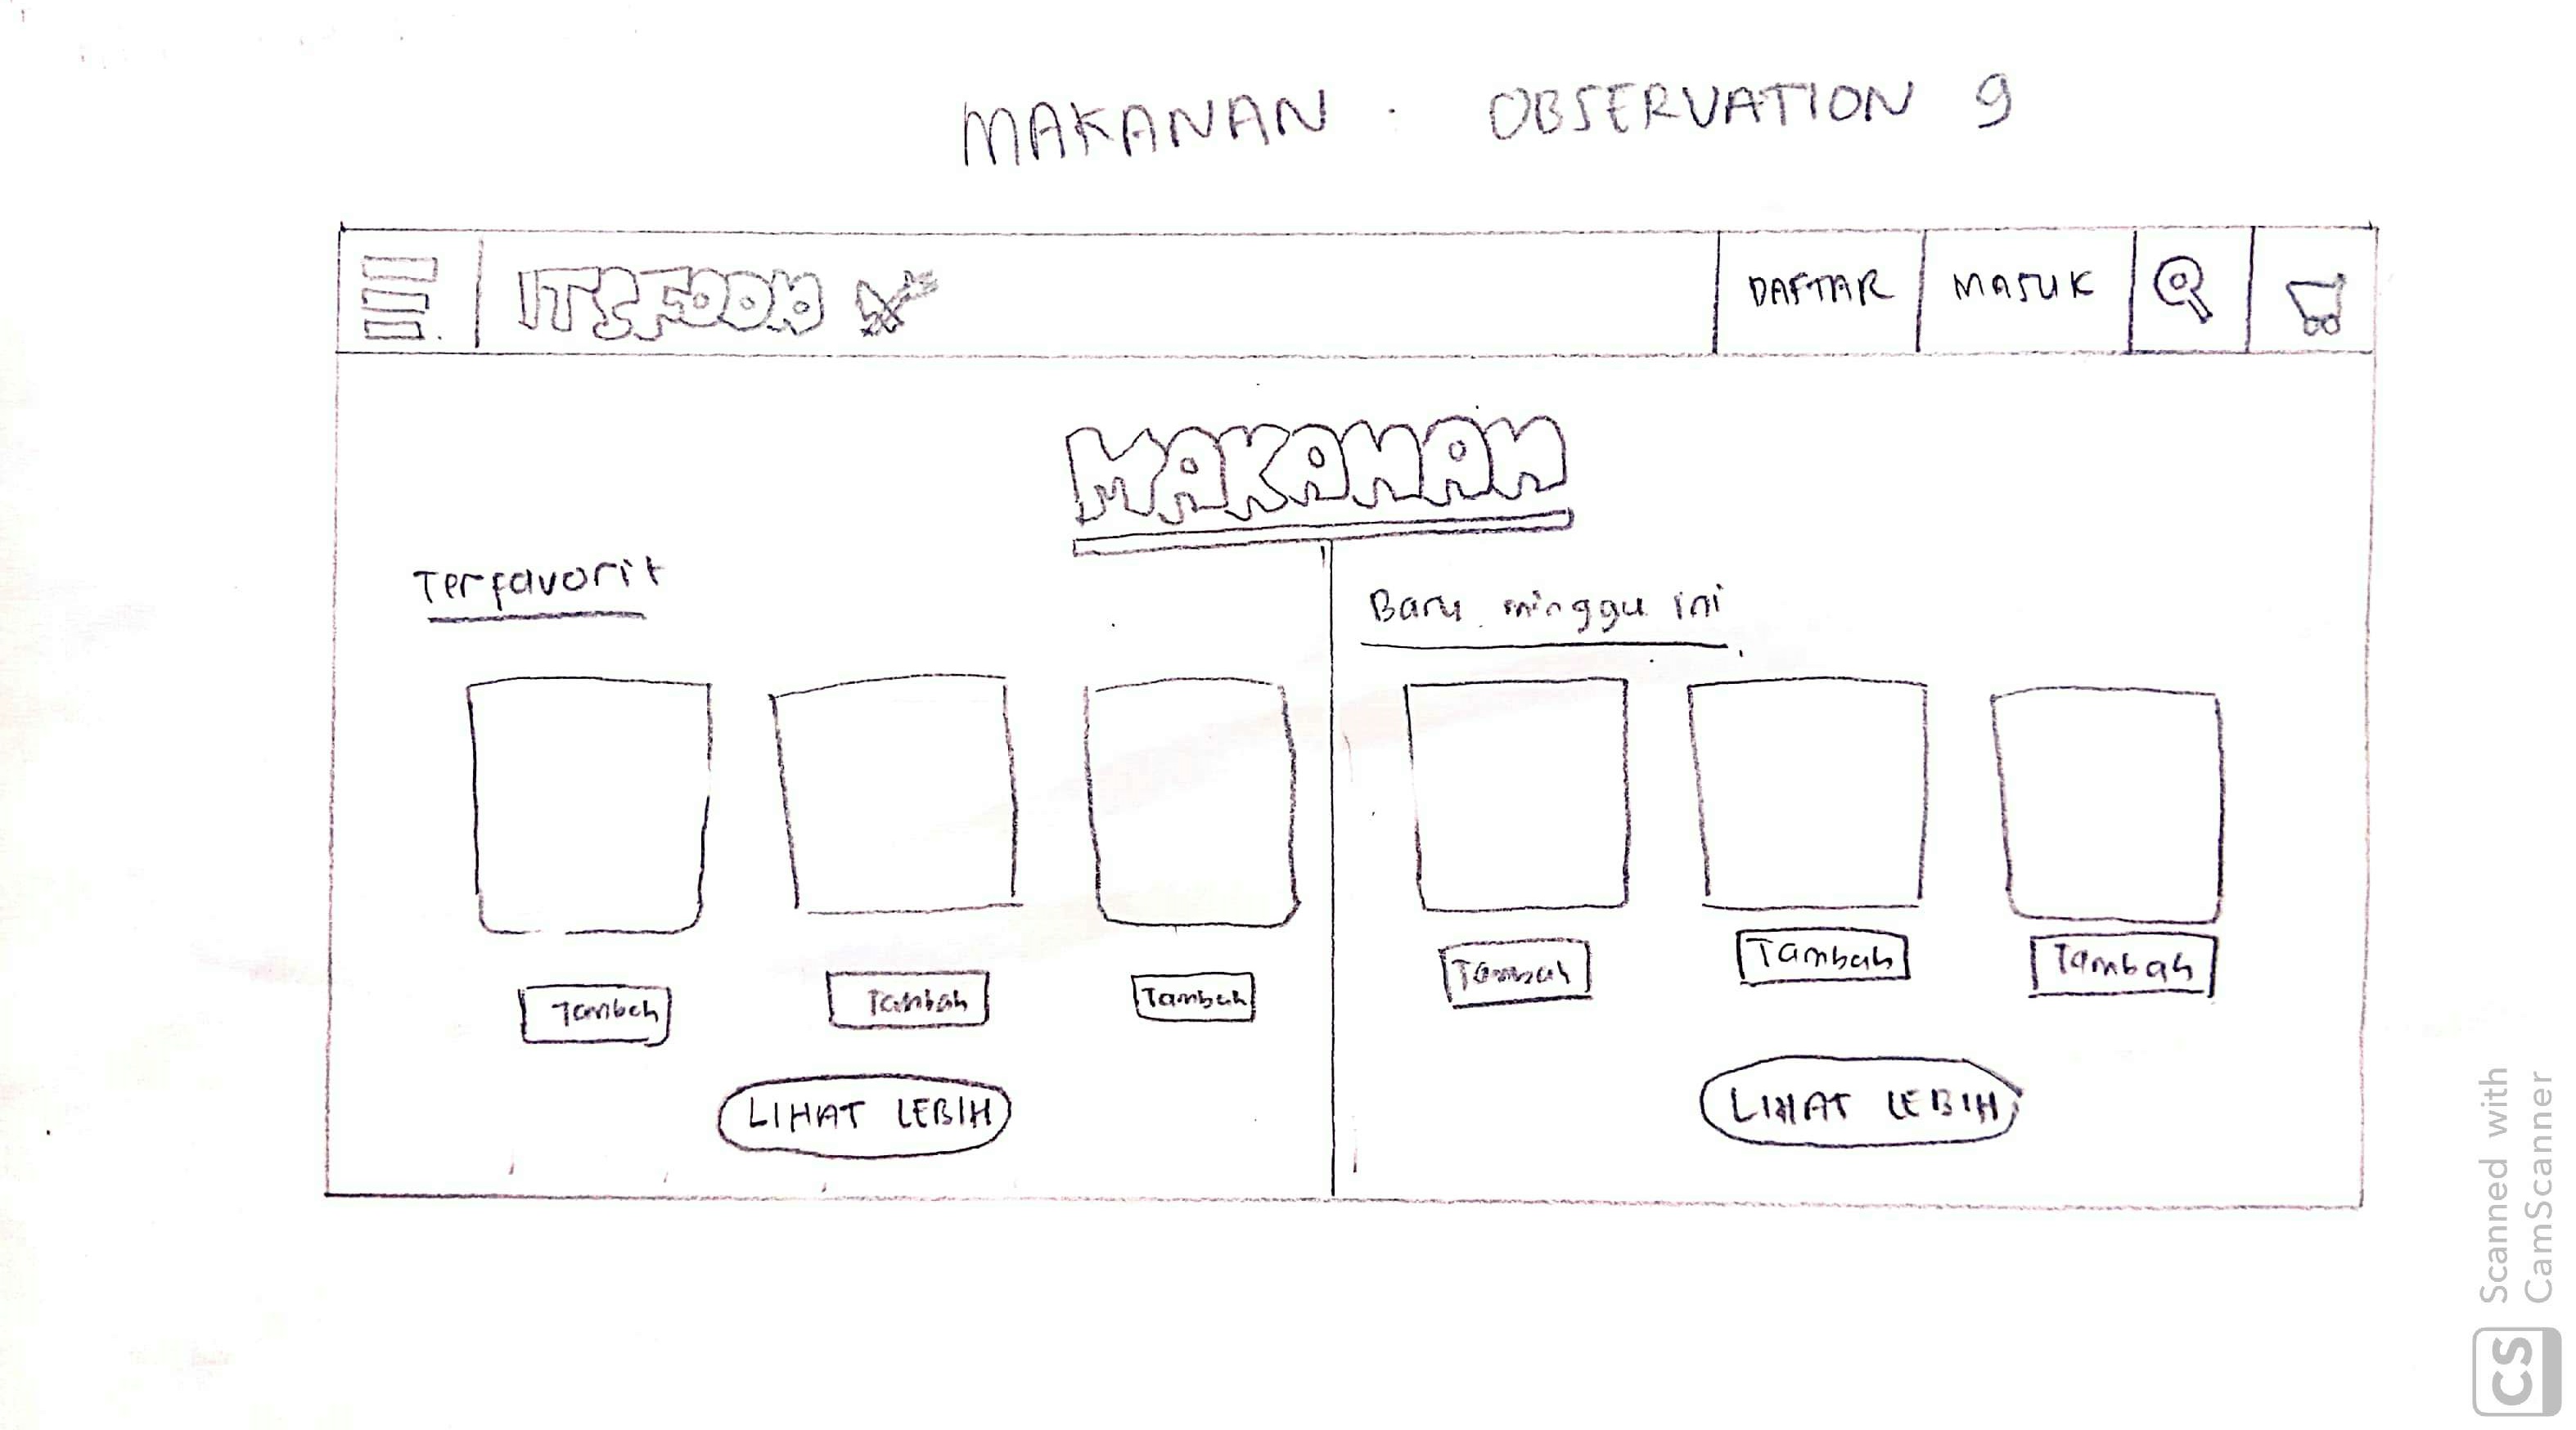 MAKANAN : OBSERVATION 9
ITSFOOD
DAFTAR
MASUK
MAKANAN
Terfavorit
Baru minggu ini
Tambah
Tambah
Tambah
Tambah
Tambah
Tambah
LIHAT LEBIH
LIHAT LEBIH
CS
Scanned with
CamScanner